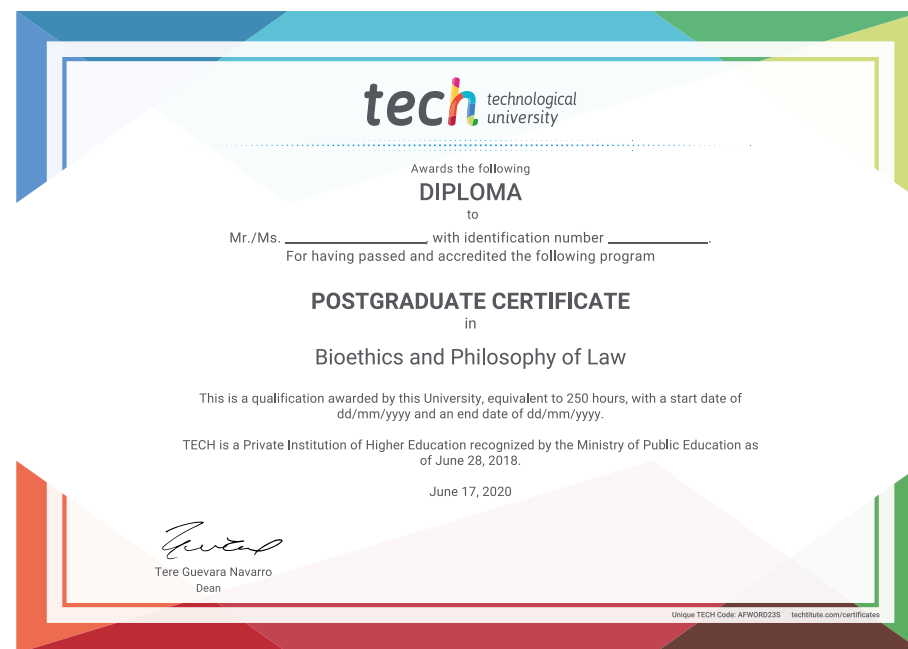 tech technological
university
Awards the following
DIPLOMA
to
Mr./Ms. ____________________, with identification number ______________.
For having passed and accredited the following program
POSTGRADUATE CERTIFICATE
in
Bioethics and Philosophy of Law
This is a qualification awarded by this University, equivalent to 250 hours, with a start date of
dd/mm/yyyy and an end date of dd/mm/yyyy.
TECH is a Private Institution of Higher Education recognized by the Ministry of Public Education as
of June 28, 2018.
June 17, 2020
Tere Guevara Navarro
Dean
Unique TECH Code: AFWORD23S techtitute.com/certificates